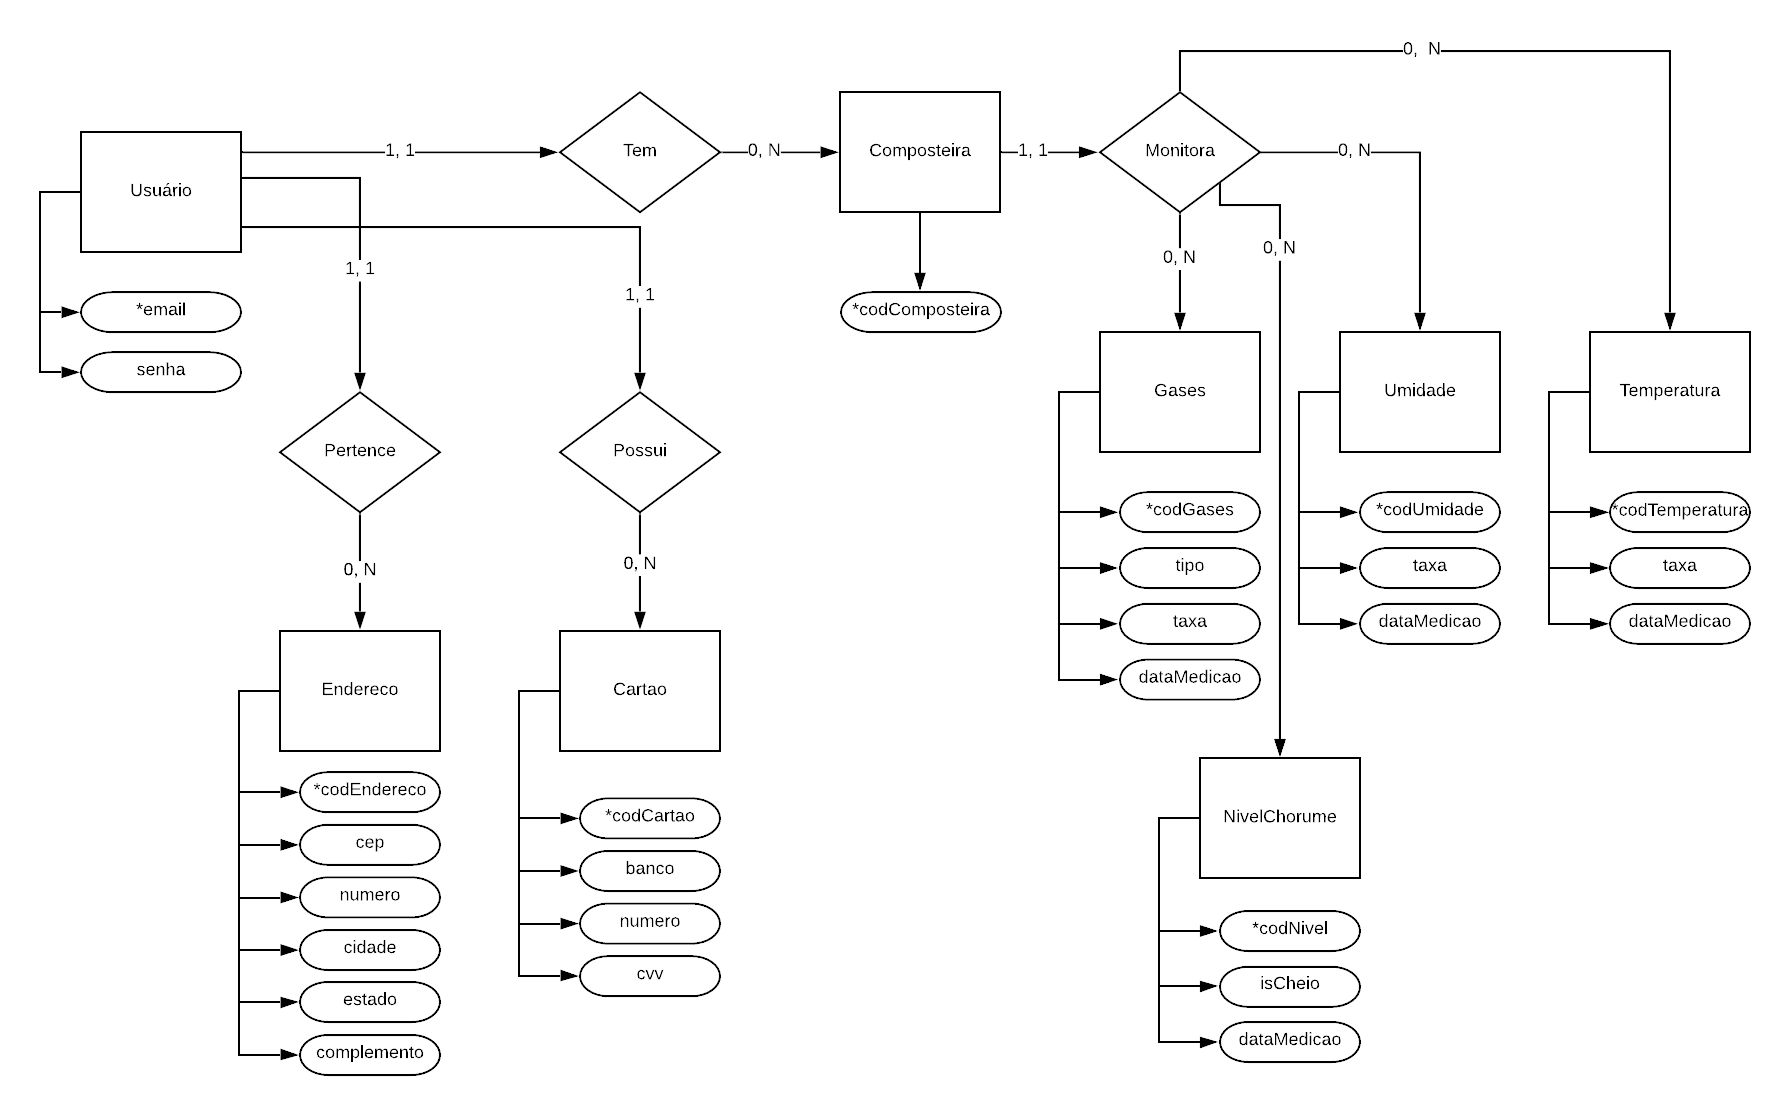 0, N
Usuário
1, 1
Tem
0, N
Composteira
1, 1
Monitora
0, N
1, 1
1, 1
0, N
0, N
*email
senha
*codComposteira
Pertence
Possui
Gases
Umidade
Temperatura
0, N
0, N
*codGases
tipo
taxa
dataMedicao
*codUmidade
taxa
dataMedicao
*codTemperatura
taxa
dataMedicao
Endereco
Cartao
NivelChorume
*codEndereco
cep
numero
cidade
estado
complemento
*codCartao
banco
numero
cvv
*codNivel
isCheio
dataMedicao